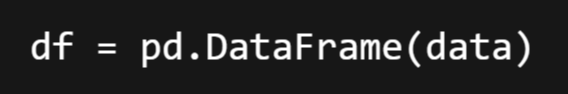 df = pd.DataFrame(data)